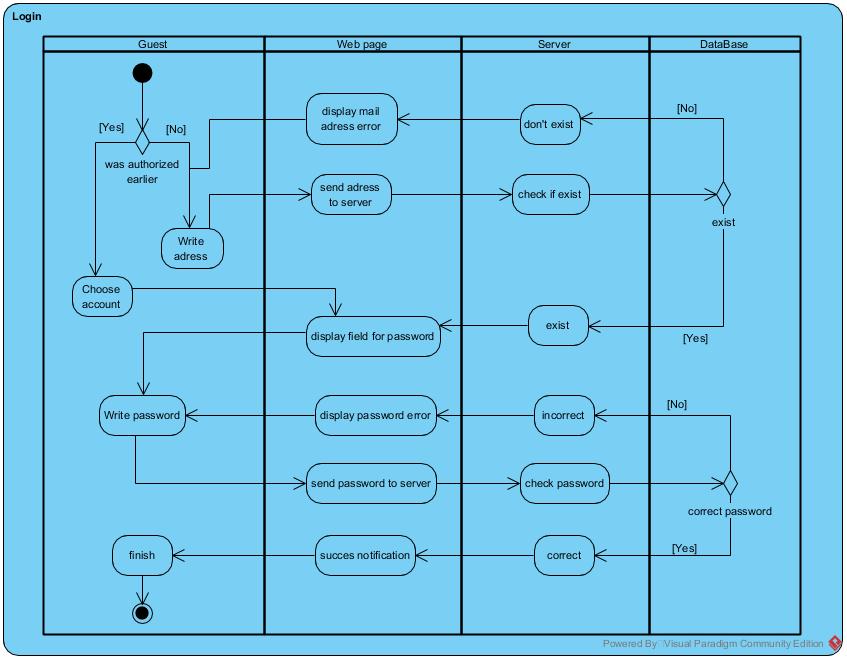 Login
Guest
Web page
Server
DataBase
[Yes]
[No]
was authorized
earlier
display mail
adress error
don't exist
[No]
Write
adress
send adress
to server
check if exist
exist
Choose
account
display field for password
exist
[Yes]
Write password
display password error
incorrect
[No]
send password to server
check password
correct password
finish
succes notification
correct
[Yes]
Powered By Visual Paradigm Community Edition